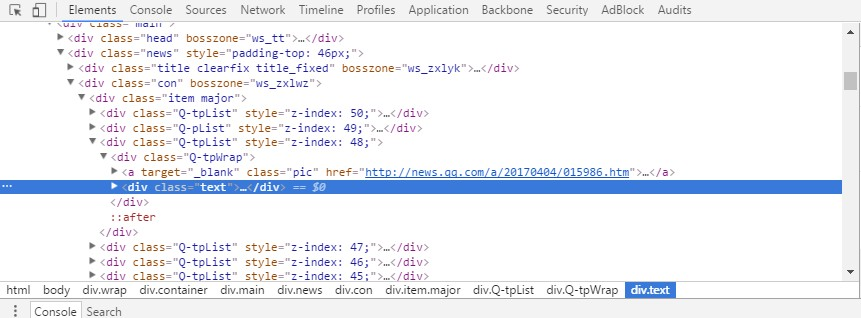 Elements Console Sources Network Timeline Profiles Application Backbone Security AdBlock Audits
<div class="main">
<div class="head" bosszone="ws_tt">…</div>
<div class="news" style="padding-top: 46px;">
<div class="title clearfix title_fixed" bosszone="ws_zxlyk">…</div>
<div class="con" bosszone="ws_zxlwz">
<div class="item major">
<div class="Q-tpList" style="z-index: 50;">…</div>
<div class="Q-pList" style="z-index: 49;">…</div>
<div class="Q-tpList" style="z-index: 48;">
<div class="Q-tpWrap">
<a target="_blank" class="pic" href="http://news.qq.com/a/20170404/015986.htm">…</a>
… <div class="text">…</div> == $0
</div>
::after
</div>
<div class="Q-tpList" style="z-index: 47;">…</div>
<div class="Q-tpList" style="z-index: 46;">…</div>
<div class="Q-tpList" style="z-index: 45;">…</div>
html body div.wrap div.container div.main div.news div.con div.item.major div.Q-tpList div.Q-tpWrap div.text
Console Search